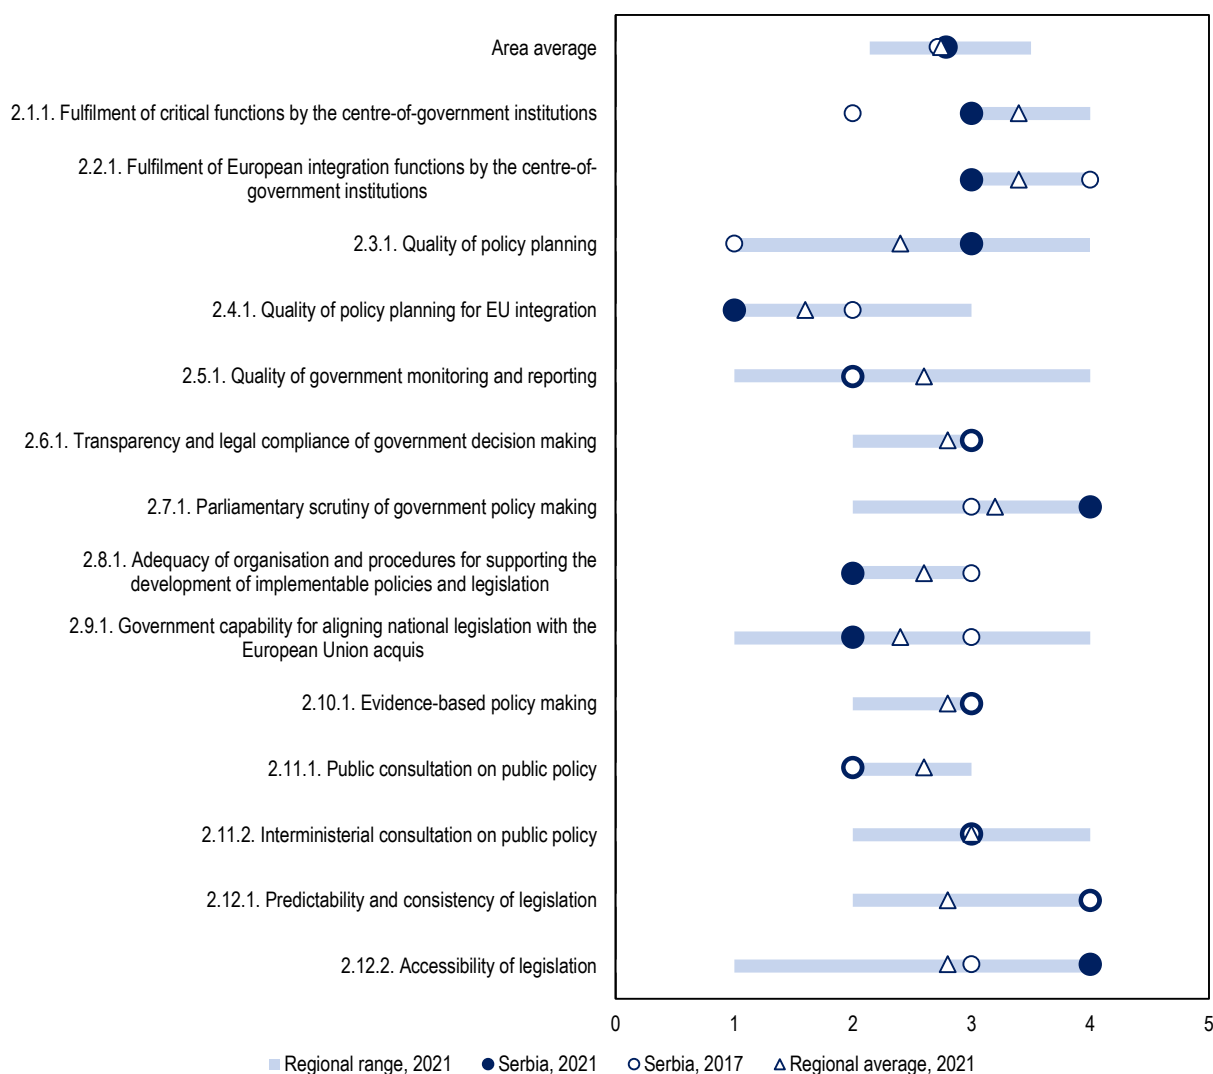 Area average
2.1.1. Fulfilment of critical functions by the centre-of-government institutions
2.2.1. Fulfilment of European integration functions by the centre-of-
government institutions
2.3.1. Quality of policy planning
2.4.1. Quality of policy planning for EU integration
2.5.1. Quality of government monitoring and reporting
2.6.1. Transparency and legal compliance of government decision making
2.7.1. Parliamentary scrutiny of government policy making
2.8.1. Adequacy of organisation and procedures for supporting the
development of implementable policies and legislation
2.9.1. Government capability for aligning national legislation with the
European Union acquis
2.10.1. Evidence-based policy making
2.11.1. Public consultation on public policy
2.11.2. Interministerial consultation on public policy
2.12.1. Predictability and consistency of legislation
2.12.2. Accessibility of legislation
0 1 2 3 4 5
Regional range, 2021 Serbia, 2021 Serbia, 2017 Regional average, 2021